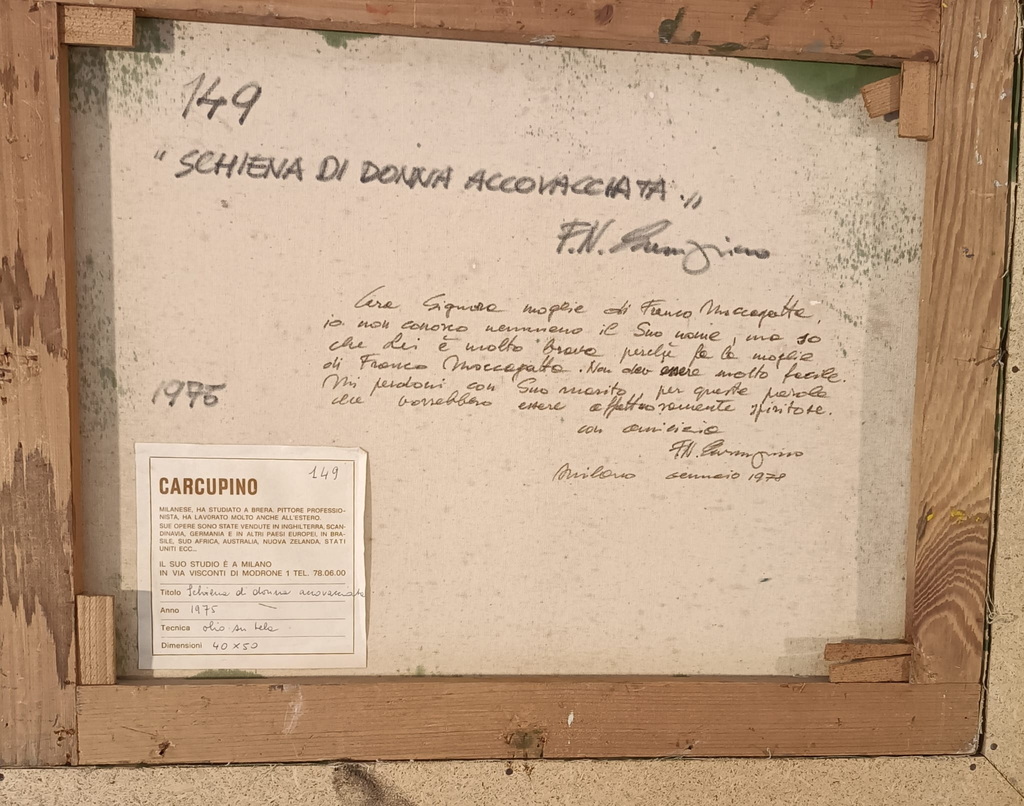 149
"SCHIENA DI DONNA ACCOVACCIATA"
F.N. Carcupino
Cara Signora moglie di Franco Moccagatta,
io non conosco nemmeno il Suo nome, ma so
che Lei è molto brava perché fa la moglie
di Franco Moccagatta. Non dev'essere molto facile.
Mi perdoni con Suo marito per queste parole
che vorrebbero essere affettuosamente spiritose.
con amicizia
F.N. Carcupino
Milano gennaio 1978
1975
149
CARCUPINO
MILANESE, HA STUDIATO A BRERA. PITTORE PROFESSIO-
NISTA, HA LAVORATO MOLTO ANCHE ALL'ESTERO.
SUE OPERE SONO STATE VENDUTE IN INGHILTERRA, SCAN-
DINAVIA, GERMANIA E IN ALTRI PAESI EUROPEI, IN BRA-
SILE, SUD AFRICA, AUSTRALIA, NUOVA ZELANDA, STATI
UNITI ECC..
IL SUO STUDIO È A MILANO
IN VIA VISCONTI DI MODRONE 1 TEL. 78.06.00
Titolo Schiena di donna accovacciata
Anno 1975
Tecnica olio su tela
Dimensioni 40 x 50